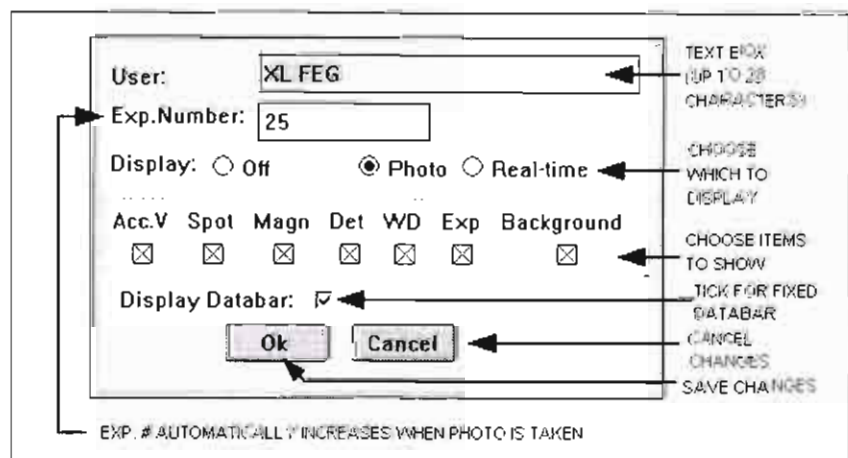 User: XL FEG
Exp.Number: 25
Display: Off Photo Real-time
Acc.V Spot Magn Det WD Exp Background
Display Databar:
Ok Cancel
TEXT BOX
(UP TO 28
CHARACTERS)
CHOOSE
WHICH TO
DISPLAY
CHOOSE ITEMS
TO SHOW
TICK FOR FIXED
DATABAR
CANCEL
CHANGES
SAVE CHANGES
EXP. # AUTOMATICALLY INCREASES WHEN PHOTO IS TAKEN